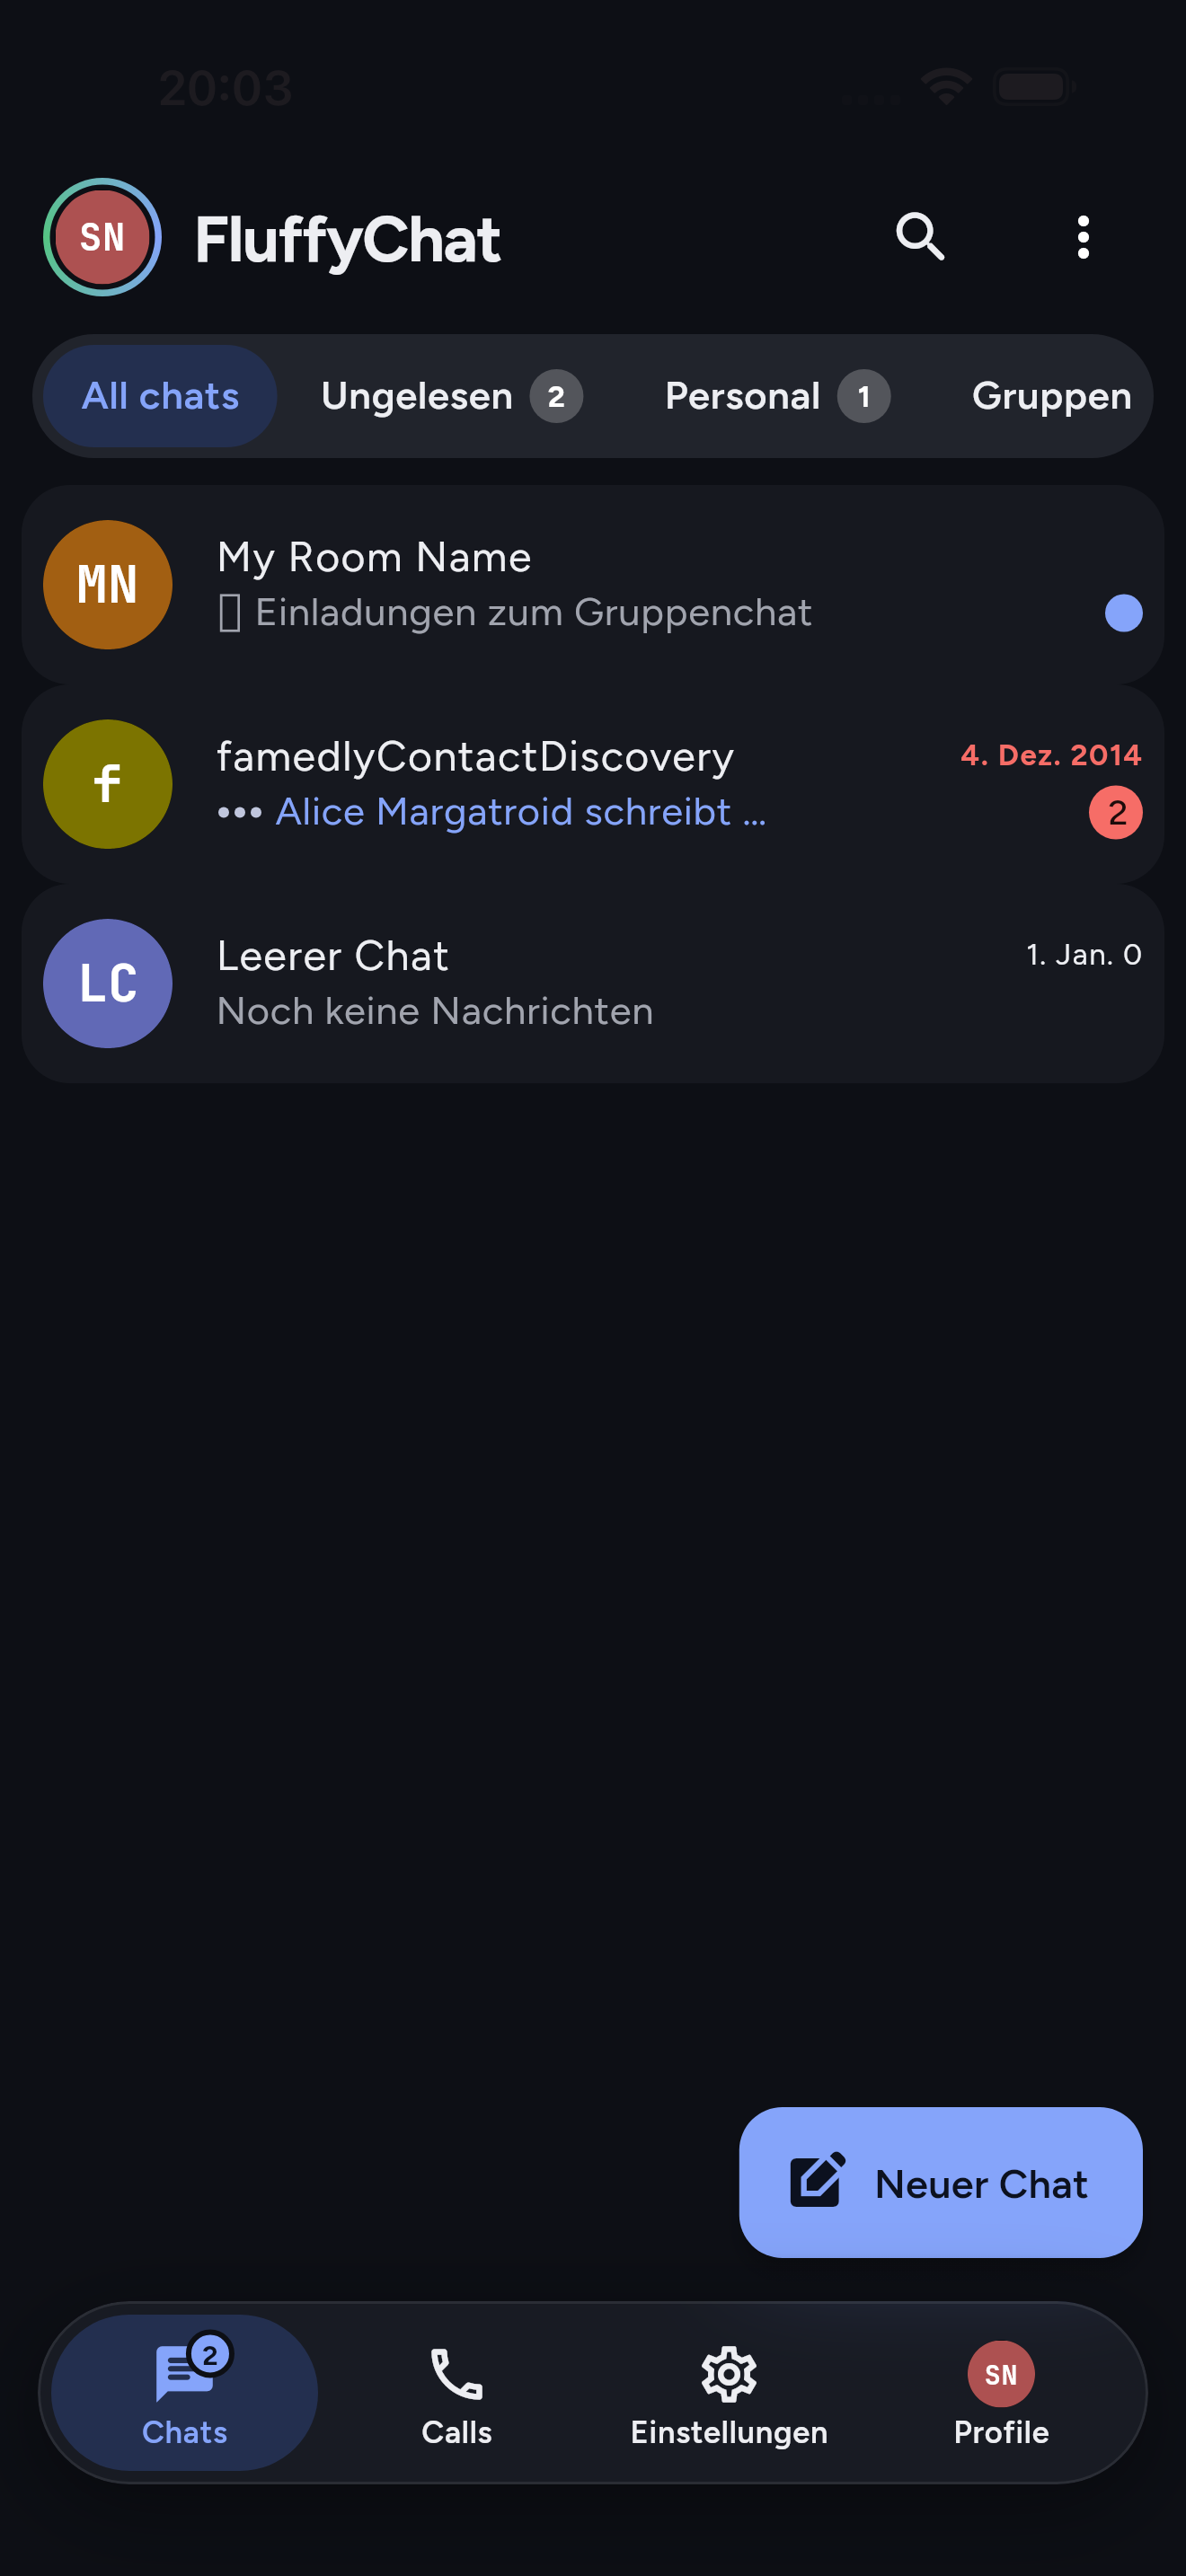 20:03
SN
FluffyChat
All chats
Ungelesen 2
Personal 1
Gruppen
MN
My Room Name
Einladungen zum Gruppenchat
f
famedlyContactDiscovery
4. Dez. 2014
••• Alice Margatroid schreibt …
2
LC
Leerer Chat
1. Jan. 0
Noch keine Nachrichten
Neuer Chat
2
SN
Chats
Calls
Einstellungen
Profile